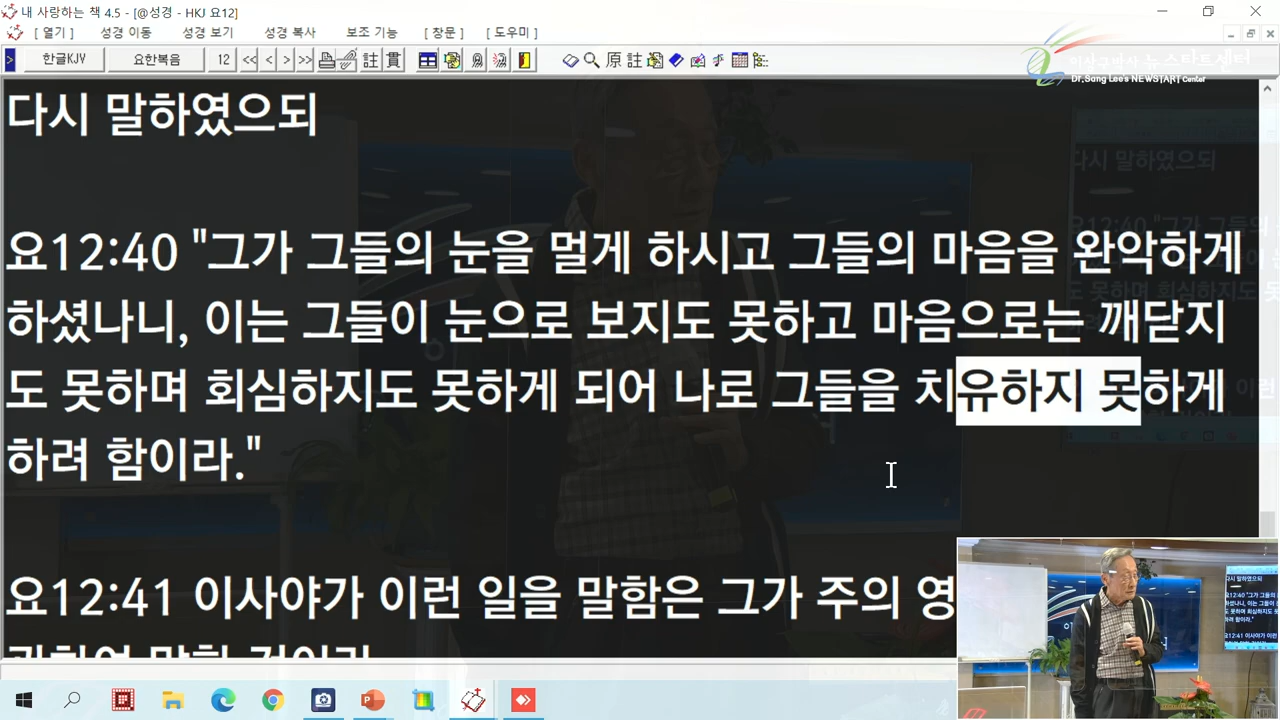 내 사랑하는 책 4.5 - [@성경 - HKJ 요12]
[ 열기 ] 성경 이동 성경 보기 성경 복사 보조 기능 [ 창문 ] [ 도우미 ]
한글KJV 요한복음 12 << < > >> 註 貫 原 註
이상구박사 뉴스타트센터
Dr.Sang Lee's NEWSTART Center
다시 말하였으되
요12:40 "그가 그들의 눈을 멀게 하시고 그들의 마음을 완악하게
하셨나니, 이는 그들이 눈으로 보지도 못하고 마음으로는 깨닫지
도 못하며 회심하지도 못하게 되어 나로 그들을 치유하지 못하게
하려 함이라."
요12:41 이사야가 이런 일을 말함은 그가 주의 영